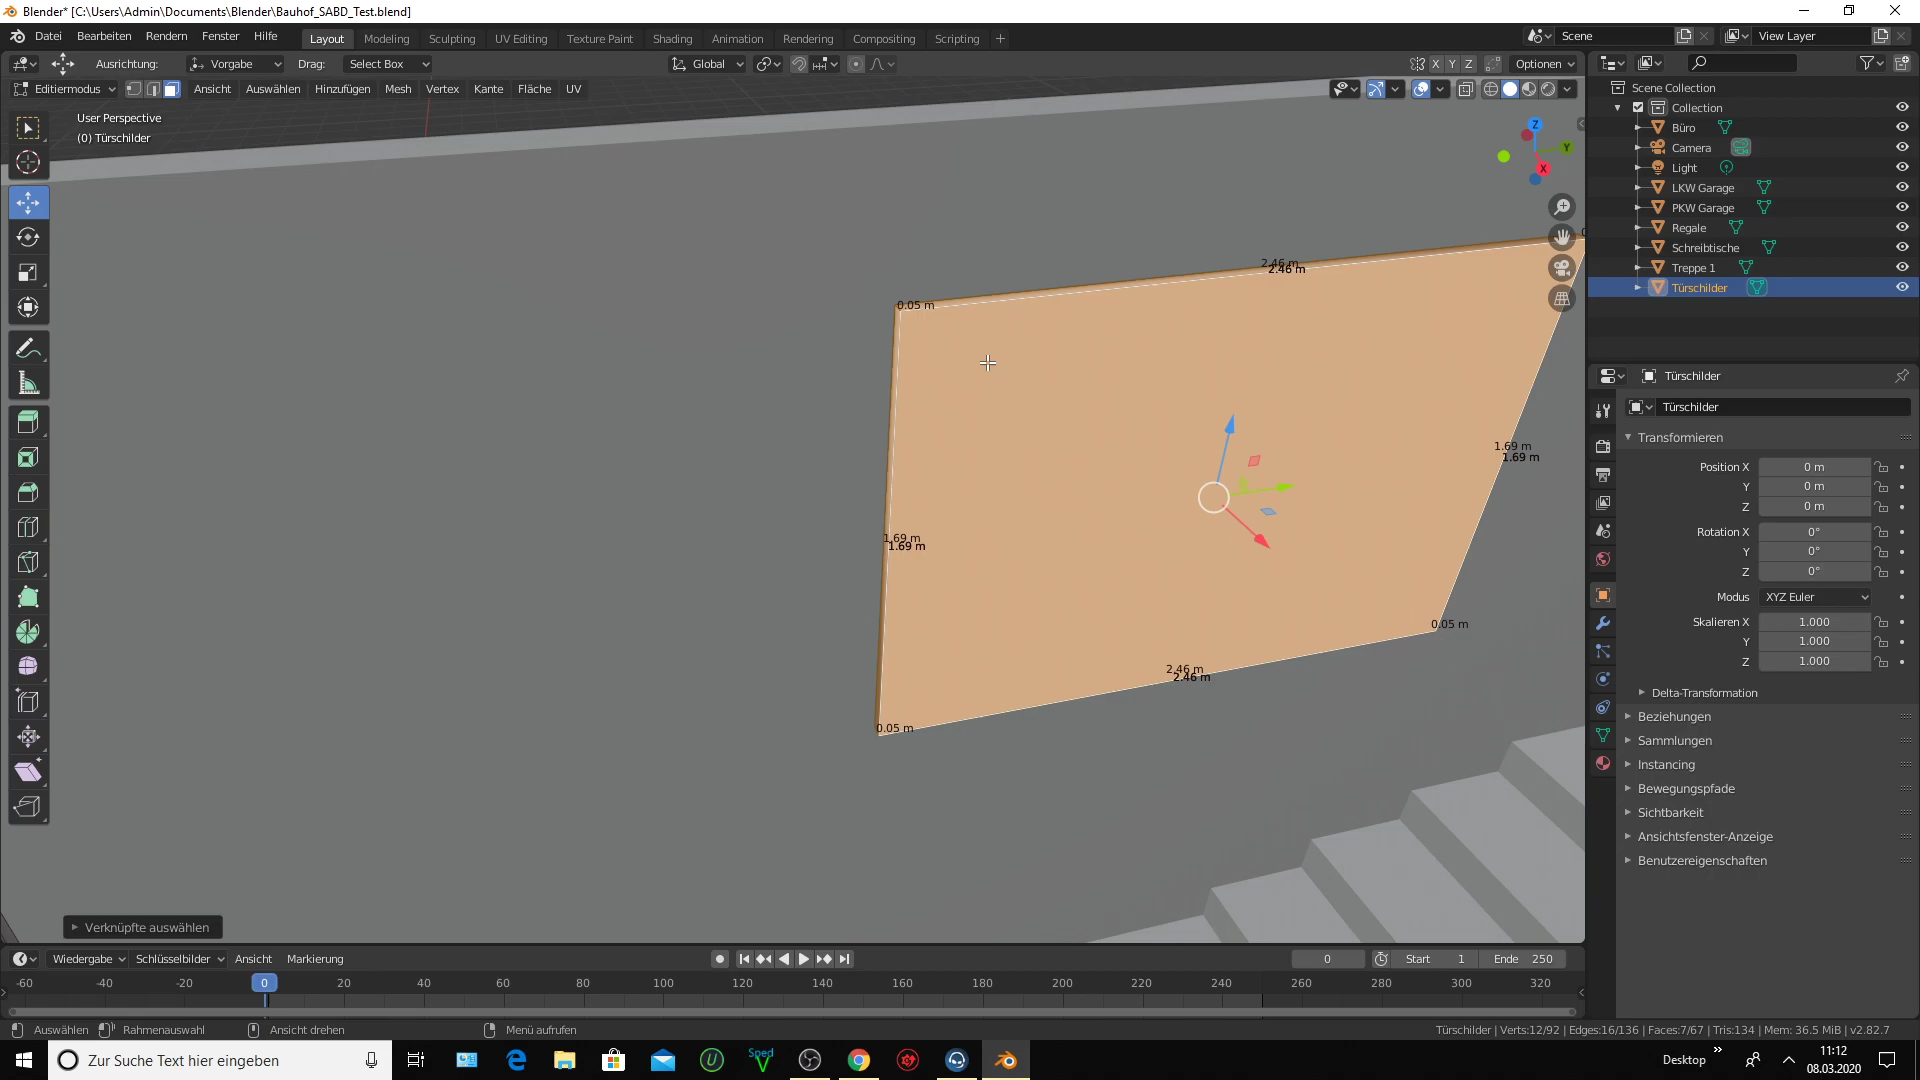 Blender* [C:\Users\Admin\Documents\Blender\Bauhof_SABD_Test.blend]
Datei Bearbeiten Rendern Fenster Hilfe Layout Modeling Sculpting UV Editing Texture Paint Shading Animation Rendering Compositing Scripting + Scene View Layer
Ausrichtung: Vorgabe Drag: Select Box Global X Y Z Optionen
Editiermodus Ansicht Auswählen Hinzufügen Mesh Vertex Kante Fläche UV
User Perspective
(0) Türschilder
Z
Y
X
2.46 m
2.46 m
0.05 m
1.69 m
1.69 m
1.69 m
1.69 m
0.05 m
2.46 m
2.46 m
0.05 m
Verknüpfte auswählen
Scene Collection
Collection
Büro
Camera
Light
LKW Garage
PKW Garage
Regale
Schreibtische
Treppe 1
Türschilder
Türschilder
Türschilder
Transformieren
Position X 0 m
Y 0 m
Z 0 m
Rotation X 0°
Y 0°
Z 0°
Modus XYZ Euler
Skalieren X 1.000
Y 1.000
Z 1.000
Delta-Transformation
Beziehungen
Sammlungen
Instancing
Bewegungspfade
Sichtbarkeit
Ansichtsfenster-Anzeige
Benutzereigenschaften
Wiedergabe Schlüsselbilder Ansicht Markierung 0 Start 1 Ende 250
-60 -40 -20 0 20 40 60 80 100 120 140 160 180 200 220 240 260 280 300 320
Auswählen Rahmenauswahl Ansicht drehen Menü aufrufen Türschilder | Verts:12/92 | Edges:16/136 | Faces:7/67 | Tris:134 | Mem: 36.5 MiB | v2.82.7
Zur Suche Text hier eingeben Sped V Desktop 11:12
08.03.2020